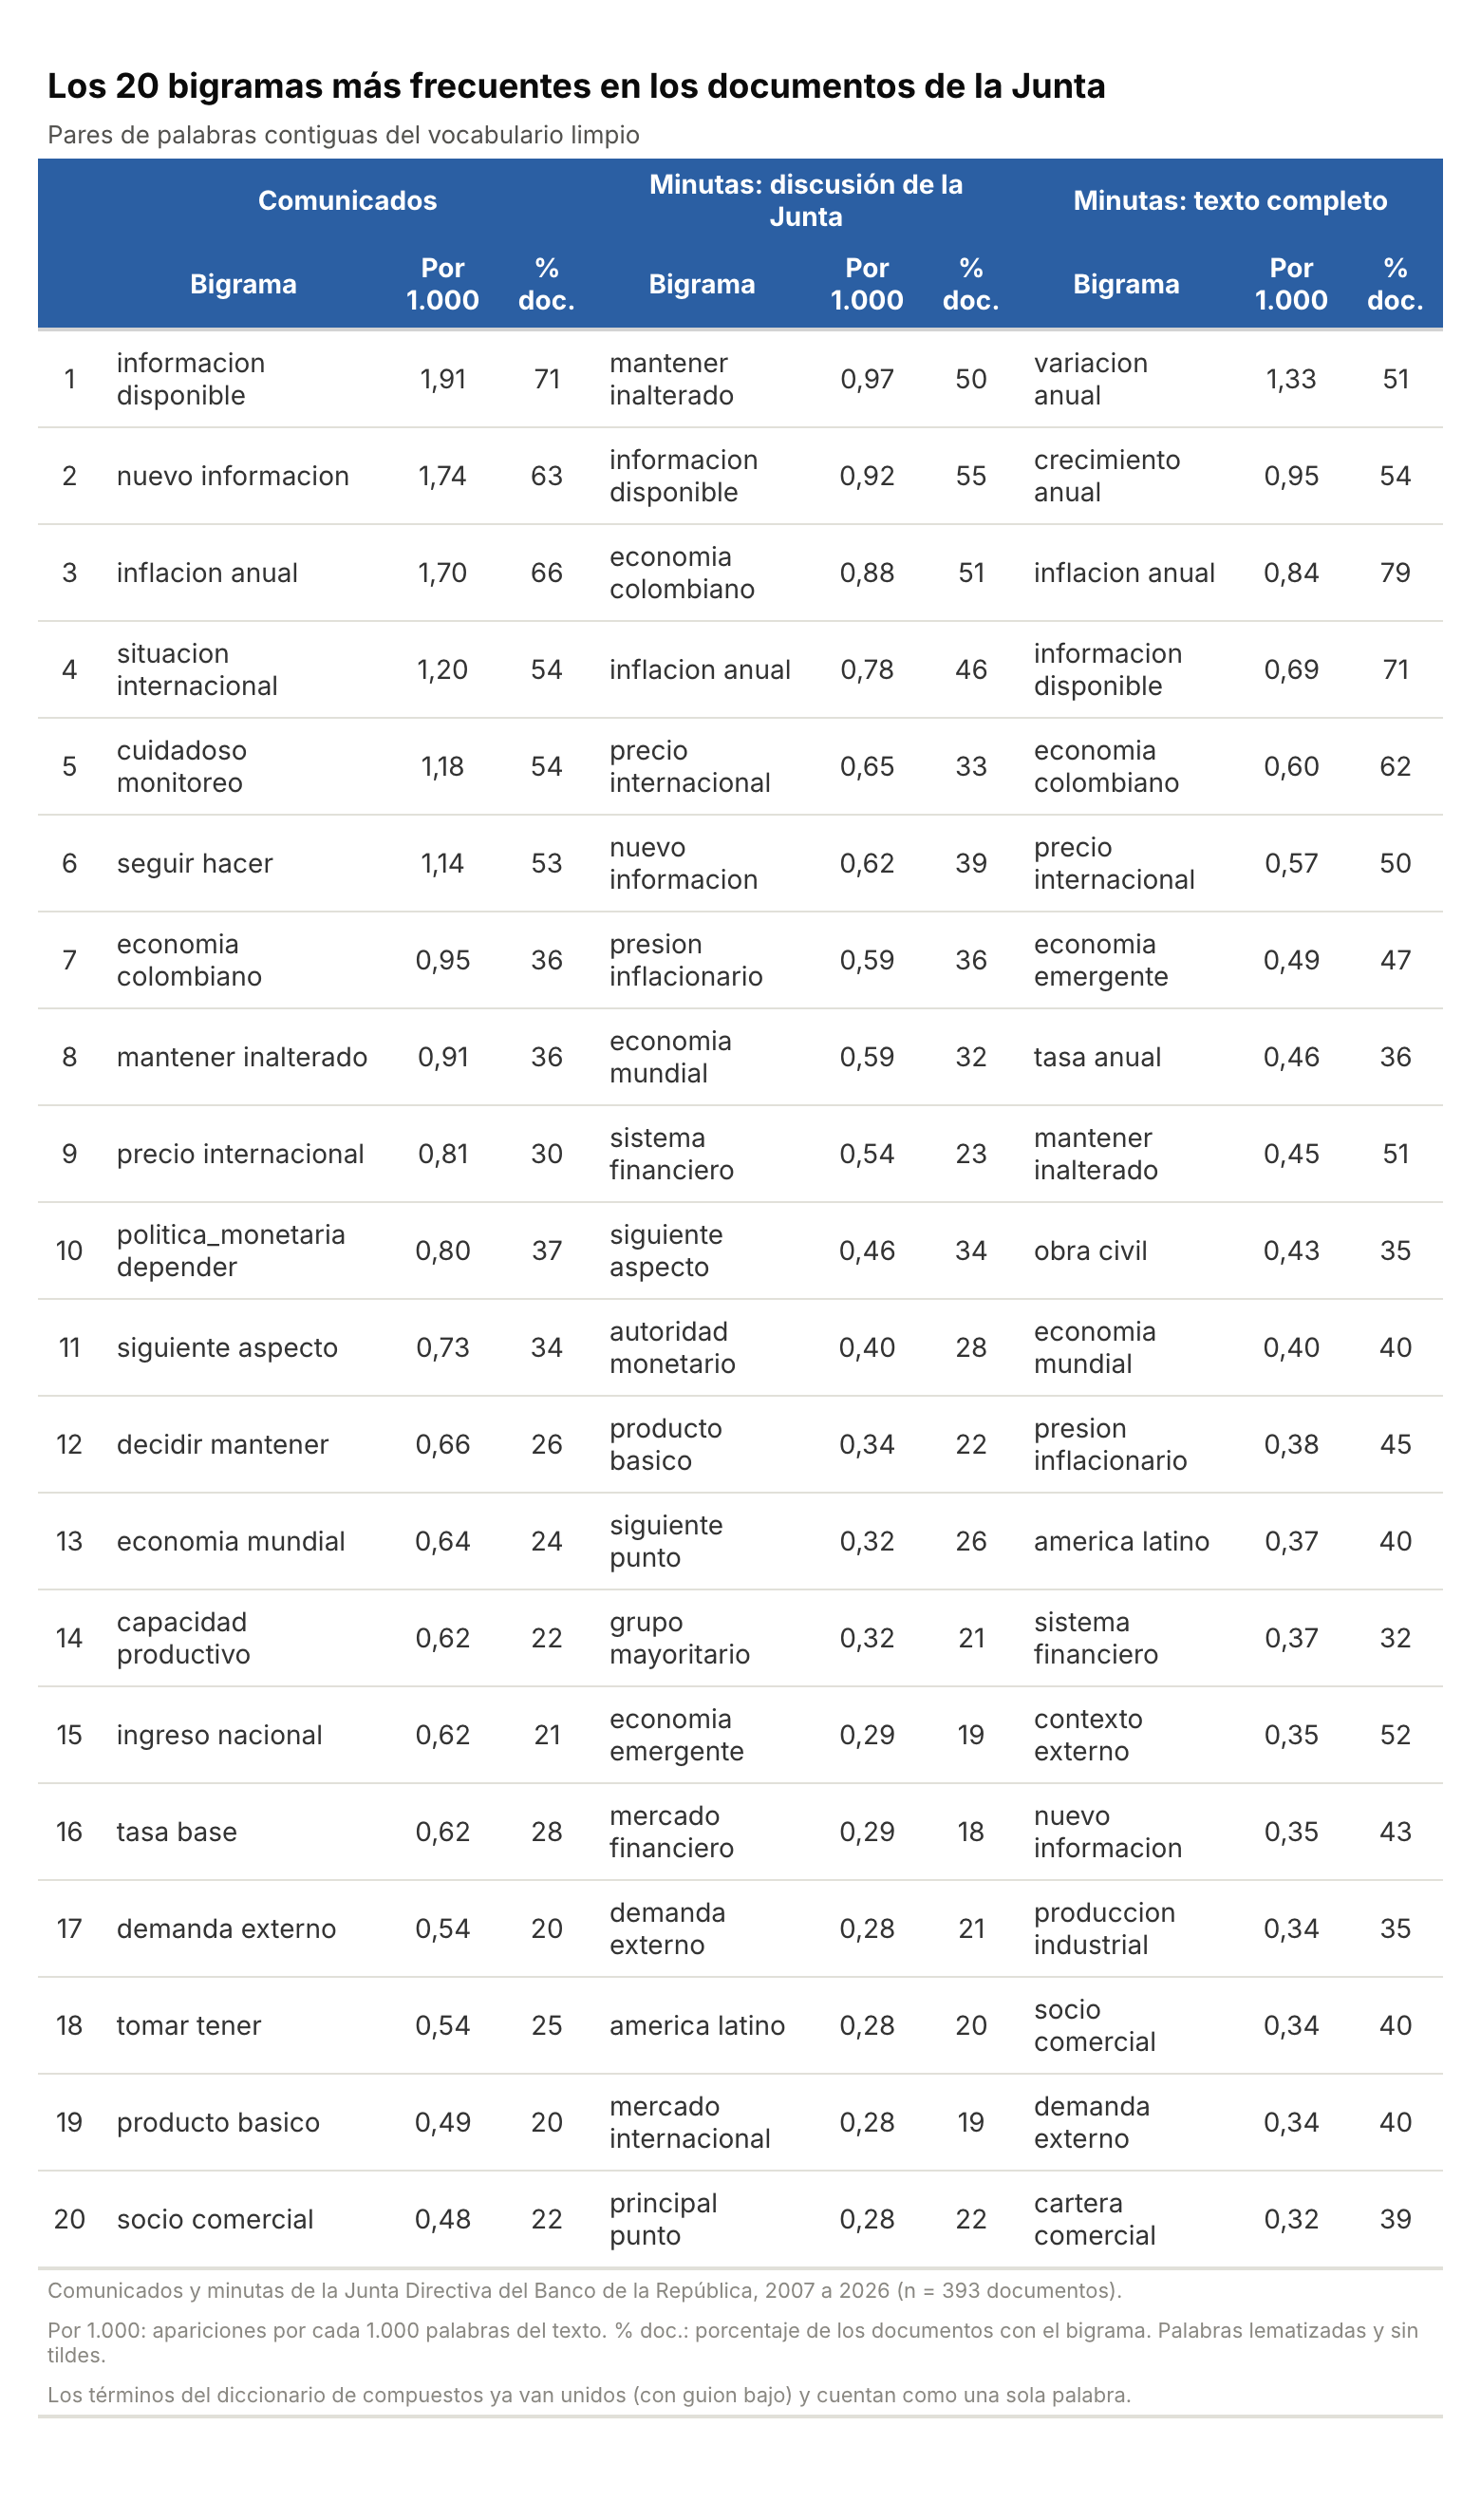 Los 20 bigramas más frecuentes en los documentos de la Junta
Pares de palabras contiguas del vocabulario limpio
Comunicados Minutas: discusión de la Junta Minutas: texto completo
Bigrama Por 1.000 % doc. Bigrama Por 1.000 % doc. Bigrama Por 1.000 % doc.
1 informacion disponible 1,91 71 mantener inalterado 0,97 50 variacion anual 1,33 51
2 nuevo informacion 1,74 63 informacion disponible 0,92 55 crecimiento anual 0,95 54
3 inflacion anual 1,70 66 economia colombiano 0,88 51 inflacion anual 0,84 79
4 situacion internacional 1,20 54 inflacion anual 0,78 46 informacion disponible 0,69 71
5 cuidadoso monitoreo 1,18 54 precio internacional 0,65 33 economia colombiano 0,60 62
6 seguir hacer 1,14 53 nuevo informacion 0,62 39 precio internacional 0,57 50
7 economia colombiano 0,95 36 presion inflacionario 0,59 36 economia emergente 0,49 47
8 mantener inalterado 0,91 36 economia mundial 0,59 32 tasa anual 0,46 36
9 precio internacional 0,81 30 sistema financiero 0,54 23 mantener inalterado 0,45 51
10 politica_monetaria depender 0,80 37 siguiente aspecto 0,46 34 obra civil 0,43 35
11 siguiente aspecto 0,73 34 autoridad monetario 0,40 28 economia mundial 0,40 40
12 decidir mantener 0,66 26 producto basico 0,34 22 presion inflacionario 0,38 45
13 economia mundial 0,64 24 siguiente punto 0,32 26 america latino 0,37 40
14 capacidad productivo 0,62 22 grupo mayoritario 0,32 21 sistema financiero 0,37 32
15 ingreso nacional 0,62 21 economia emergente 0,29 19 contexto externo 0,35 52
16 tasa base 0,62 28 mercado financiero 0,29 18 nuevo informacion 0,35 43
17 demanda externo 0,54 20 demanda externo 0,28 21 produccion industrial 0,34 35
18 tomar tener 0,54 25 america latino 0,28 20 socio comercial 0,34 40
19 producto basico 0,49 20 mercado internacional 0,28 19 demanda externo 0,34 40
20 socio comercial 0,48 22 principal punto 0,28 22 cartera comercial 0,32 39
Comunicados y minutas de la Junta Directiva del Banco de la República, 2007 a 2026 (n = 393 documentos).
Por 1.000: apariciones por cada 1.000 palabras del texto. % doc.: porcentaje de los documentos con el bigrama. Palabras lematizadas y sin
tildes.
Los términos del diccionario de compuestos ya van unidos (con guion bajo) y cuentan como una sola palabra.